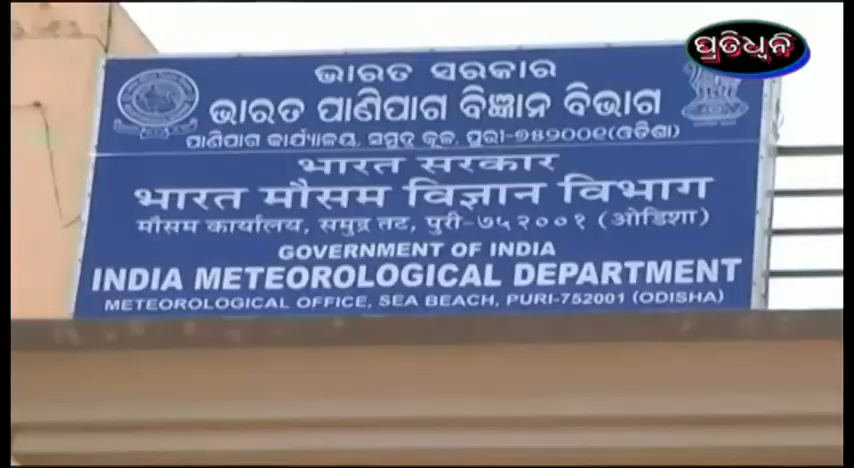 ପ୍ରତିଧ୍ୱନି
ଭାରତ ସରକାର
ଭାରତ ପାଣିପାଗ ବିଜ୍ଞାନ ବିଭାଗ
ପାଣିପାଗ କାର୍ଯ୍ୟାଳୟ, ସମୁଦ୍ର କୂଳ, ପୁରୀ-୭୫୨୦୦୧(ଓଡିଶା)
भारत सरकार
भारत मौसम विज्ञान विभाग
मौसम कार्यालय, समुद्र तट, पुरी-७५२००१ (ओडिशा)
GOVERNMENT OF INDIA
INDIA METEOROLOGICAL DEPARTMENT
METEOROLOGICAL OFFICE, SEA BEACH, PURI-752001 (ODISHA)